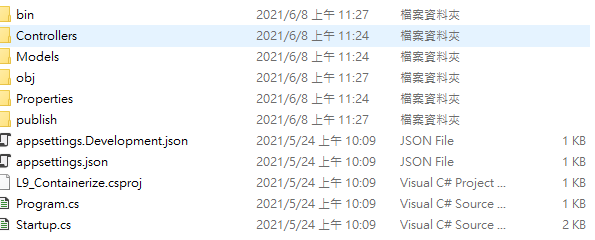 bin 2021/6/8 上午 11:27 檔案資料夾
Controllers 2021/6/8 上午 11:24 檔案資料夾
Models 2021/6/8 上午 11:24 檔案資料夾
obj 2021/6/8 上午 11:27 檔案資料夾
Properties 2021/6/8 上午 11:24 檔案資料夾
publish 2021/6/8 上午 11:27 檔案資料夾
appsettings.Development.json 2021/5/24 上午 10:09 JSON File 1 KB
appsettings.json 2021/5/24 上午 10:09 JSON File 1 KB
L9_Containerize.csproj 2021/5/24 上午 10:09 Visual C# Project ... 1 KB
Program.cs 2021/5/24 上午 10:09 Visual C# Source ... 1 KB
Startup.cs 2021/5/24 上午 10:09 Visual C# Source ... 2 KB